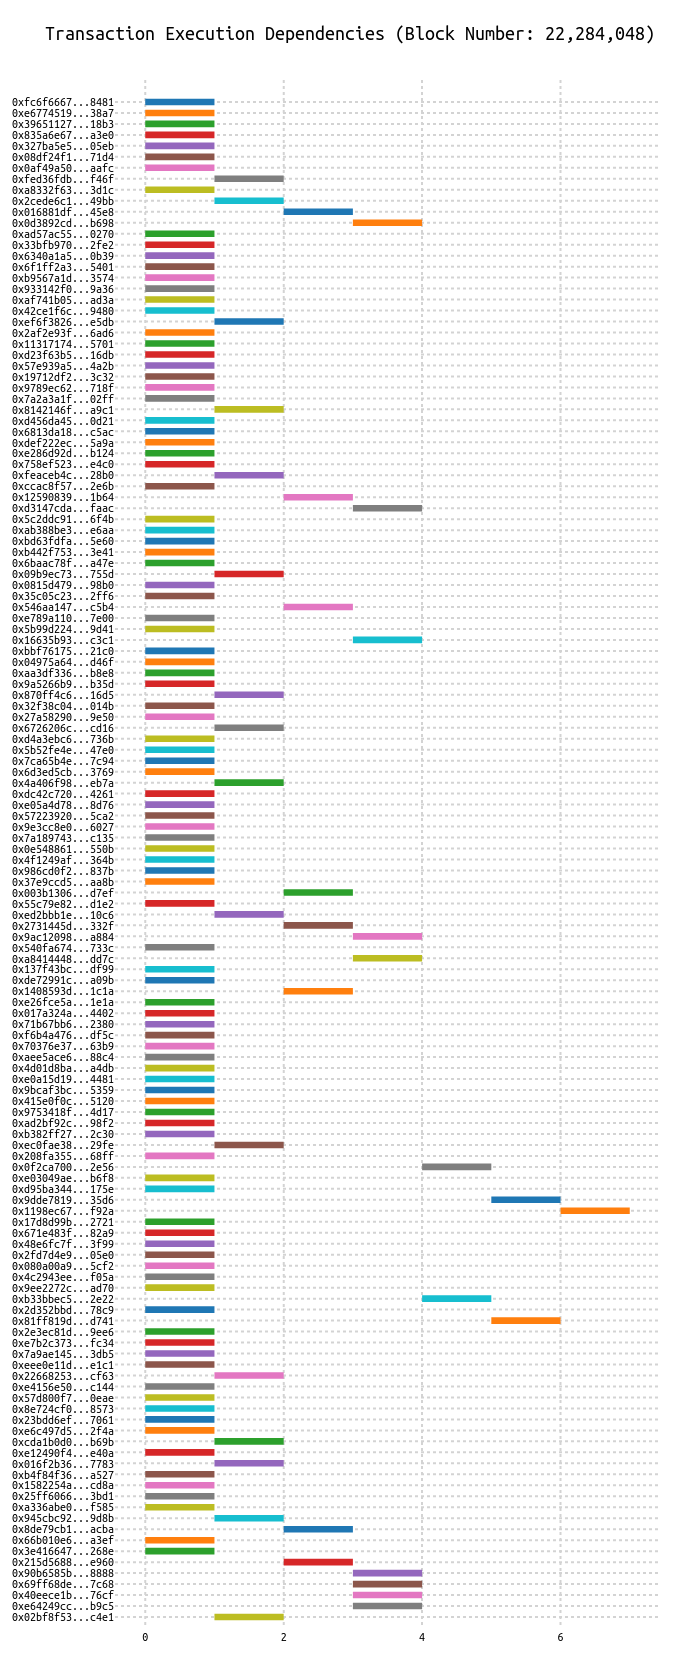 Transaction Execution Dependencies (Block Number: 22,284,048)
0xfc6f6667...8481
0xe6774519...38a7
0x39651127...18b3
0x835a6e67...a3e0
0x327ba5e5...05eb
0x08df24f1...71d4
0x0af49a50...aafc
0xfed36fdb...f46f
0xa8332f63...3d1c
0x2cede6c1...49bb
0x016881df...45e8
0x0d3892cd...b698
0xad57ac55...0270
0x33bfb970...2fe2
0x6340a1a5...0b39
0x6f1ff2a3...5401
0xb9567a1d...3574
0x933142f0...9a36
0xaf741b05...ad3a
0x42ce1f6c...9480
0xef6f3826...e5db
0x2af2e93f...6ad6
0x11317174...5701
0xd23f63b5...16db
0x57e939a5...4a2b
0x19712df2...3c32
0x9789ec62...718f
0x7a2a3a1f...02ff
0x8142146f...a9c1
0xd456da45...0d21
0x6813da18...c5ac
0xdef222ec...5a9a
0xe286d92d...b124
0x758ef523...e4c0
0xfeaceb4c...28b0
0xccac8f57...2e6b
0x12590839...1b64
0xd3147cda...faac
0x5c2ddc91...6f4b
0xab388be3...e6aa
0xbd63fdfa...5e60
0xb442f753...3e41
0x6baac78f...a47e
0x09b9ec73...755d
0x0815d479...98b0
0x35c05c23...2ff6
0x546aa147...c5b4
0xe789a110...7e00
0x5b99d224...9d41
0x16635b93...c3c1
0xbbf76175...21c0
0x04975a64...d46f
0xaa3df336...b8e8
0x9a5266b9...b35d
0x870ff4c6...16d5
0x32f38c04...014b
0x27a58290...9e50
0x6726206c...cd16
0xd4a3ebc6...736b
0x5b52fe4e...47e0
0x7ca65b4e...7c94
0x6d3ed5cb...3769
0x4a406f98...eb7a
0xdc42c720...4261
0xe05a4d78...8d76
0x57223920...5ca2
0x9e3cc8e0...6027
0x7a189743...c135
0x0e548861...550b
0x4f1249af...364b
0x986cd0f2...837b
0x37e9ccd5...aa8b
0x003b1306...d7ef
0x55c79e82...d1e2
0xed2bbb1e...10c6
0x2731445d...332f
0x9ac12098...a884
0x540fa674...733c
0xa8414448...dd7c
0x137f43bc...df99
0xde72991c...a09b
0x1408593d...1c1a
0xe26fce5a...1e1a
0x017a324a...4402
0x71b67bb6...2380
0xf6b4a476...df5c
0x70376e37...63b9
0xaee5ace6...88c4
0x4d01d8ba...a4db
0xe0a15d19...4481
0x9bcaf3bc...5359
0x415e0f0c...5120
0x9753418f...4d17
0xad2bf92c...98f2
0xb382ff27...2c30
0xec0fae38...29fe
0x208fa355...68ff
0x0f2ca700...2e56
0xe03049ae...b6f8
0xd95ba344...175e
0x9dde7819...35d6
0x1198ec67...f92a
0x17d8d99b...2721
0x671e483f...82a9
0x48e6fc7f...3f99
0x2fd7d4e9...05e0
0x080a00a9...5cf2
0x4c2943ee...f05a
0x9ee2272c...ad70
0xb33bbec5...2e22
0x2d352bbd...78c9
0x81ff819d...d741
0x2e3ec81d...9ee6
0xe7b2c373...fc34
0x7a9ae145...3db5
0xeee0e11d...e1c1
0x22668253...cf63
0xe4156e50...c144
0x57d800f7...0eae
0x8e724cf0...8573
0x23bdd6ef...7061
0xe6c497d5...2f4a
0xcda1b0d0...b69b
0xe12490f4...e40a
0x016f2b36...7783
0xb4f84f36...a527
0x1582254a...cd8a
0x25ff6066...3bd1
0xa336abe0...f585
0x945cbc92...9d8b
0x8de79cb1...acba
0x66b010e6...a3ef
0x3e416647...268e
0x215d5688...e960
0x90b6585b...8888
0x69ff68de...7c68
0x40eece1b...76cf
0xe64249cc...b9c5
0x02bf8f53...c4e1
0 2 4 6